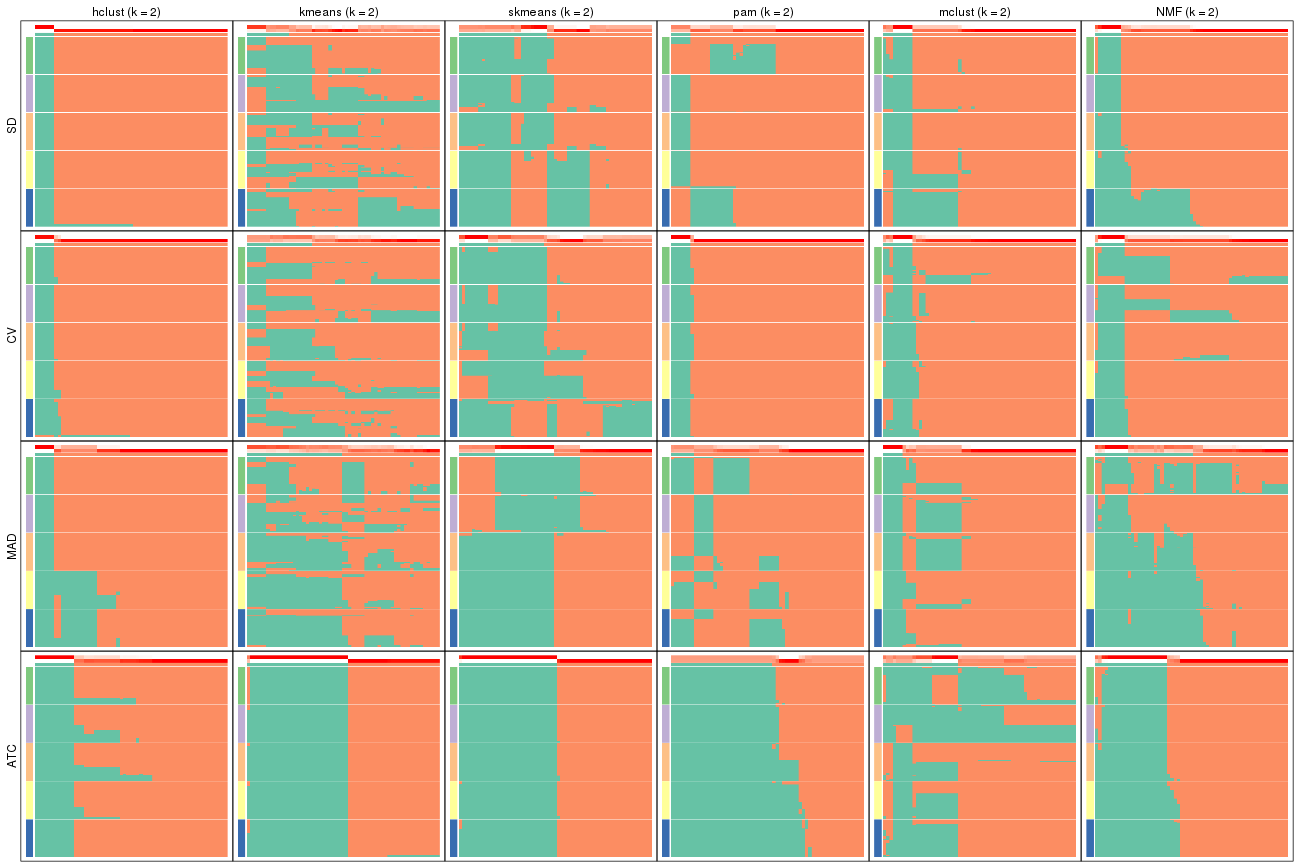 hclust (k = 2)
kmeans (k = 2)
skmeans (k = 2)
pam (k = 2)
mclust (k = 2)
NMF (k = 2)
SD
CV
MAD
ATC